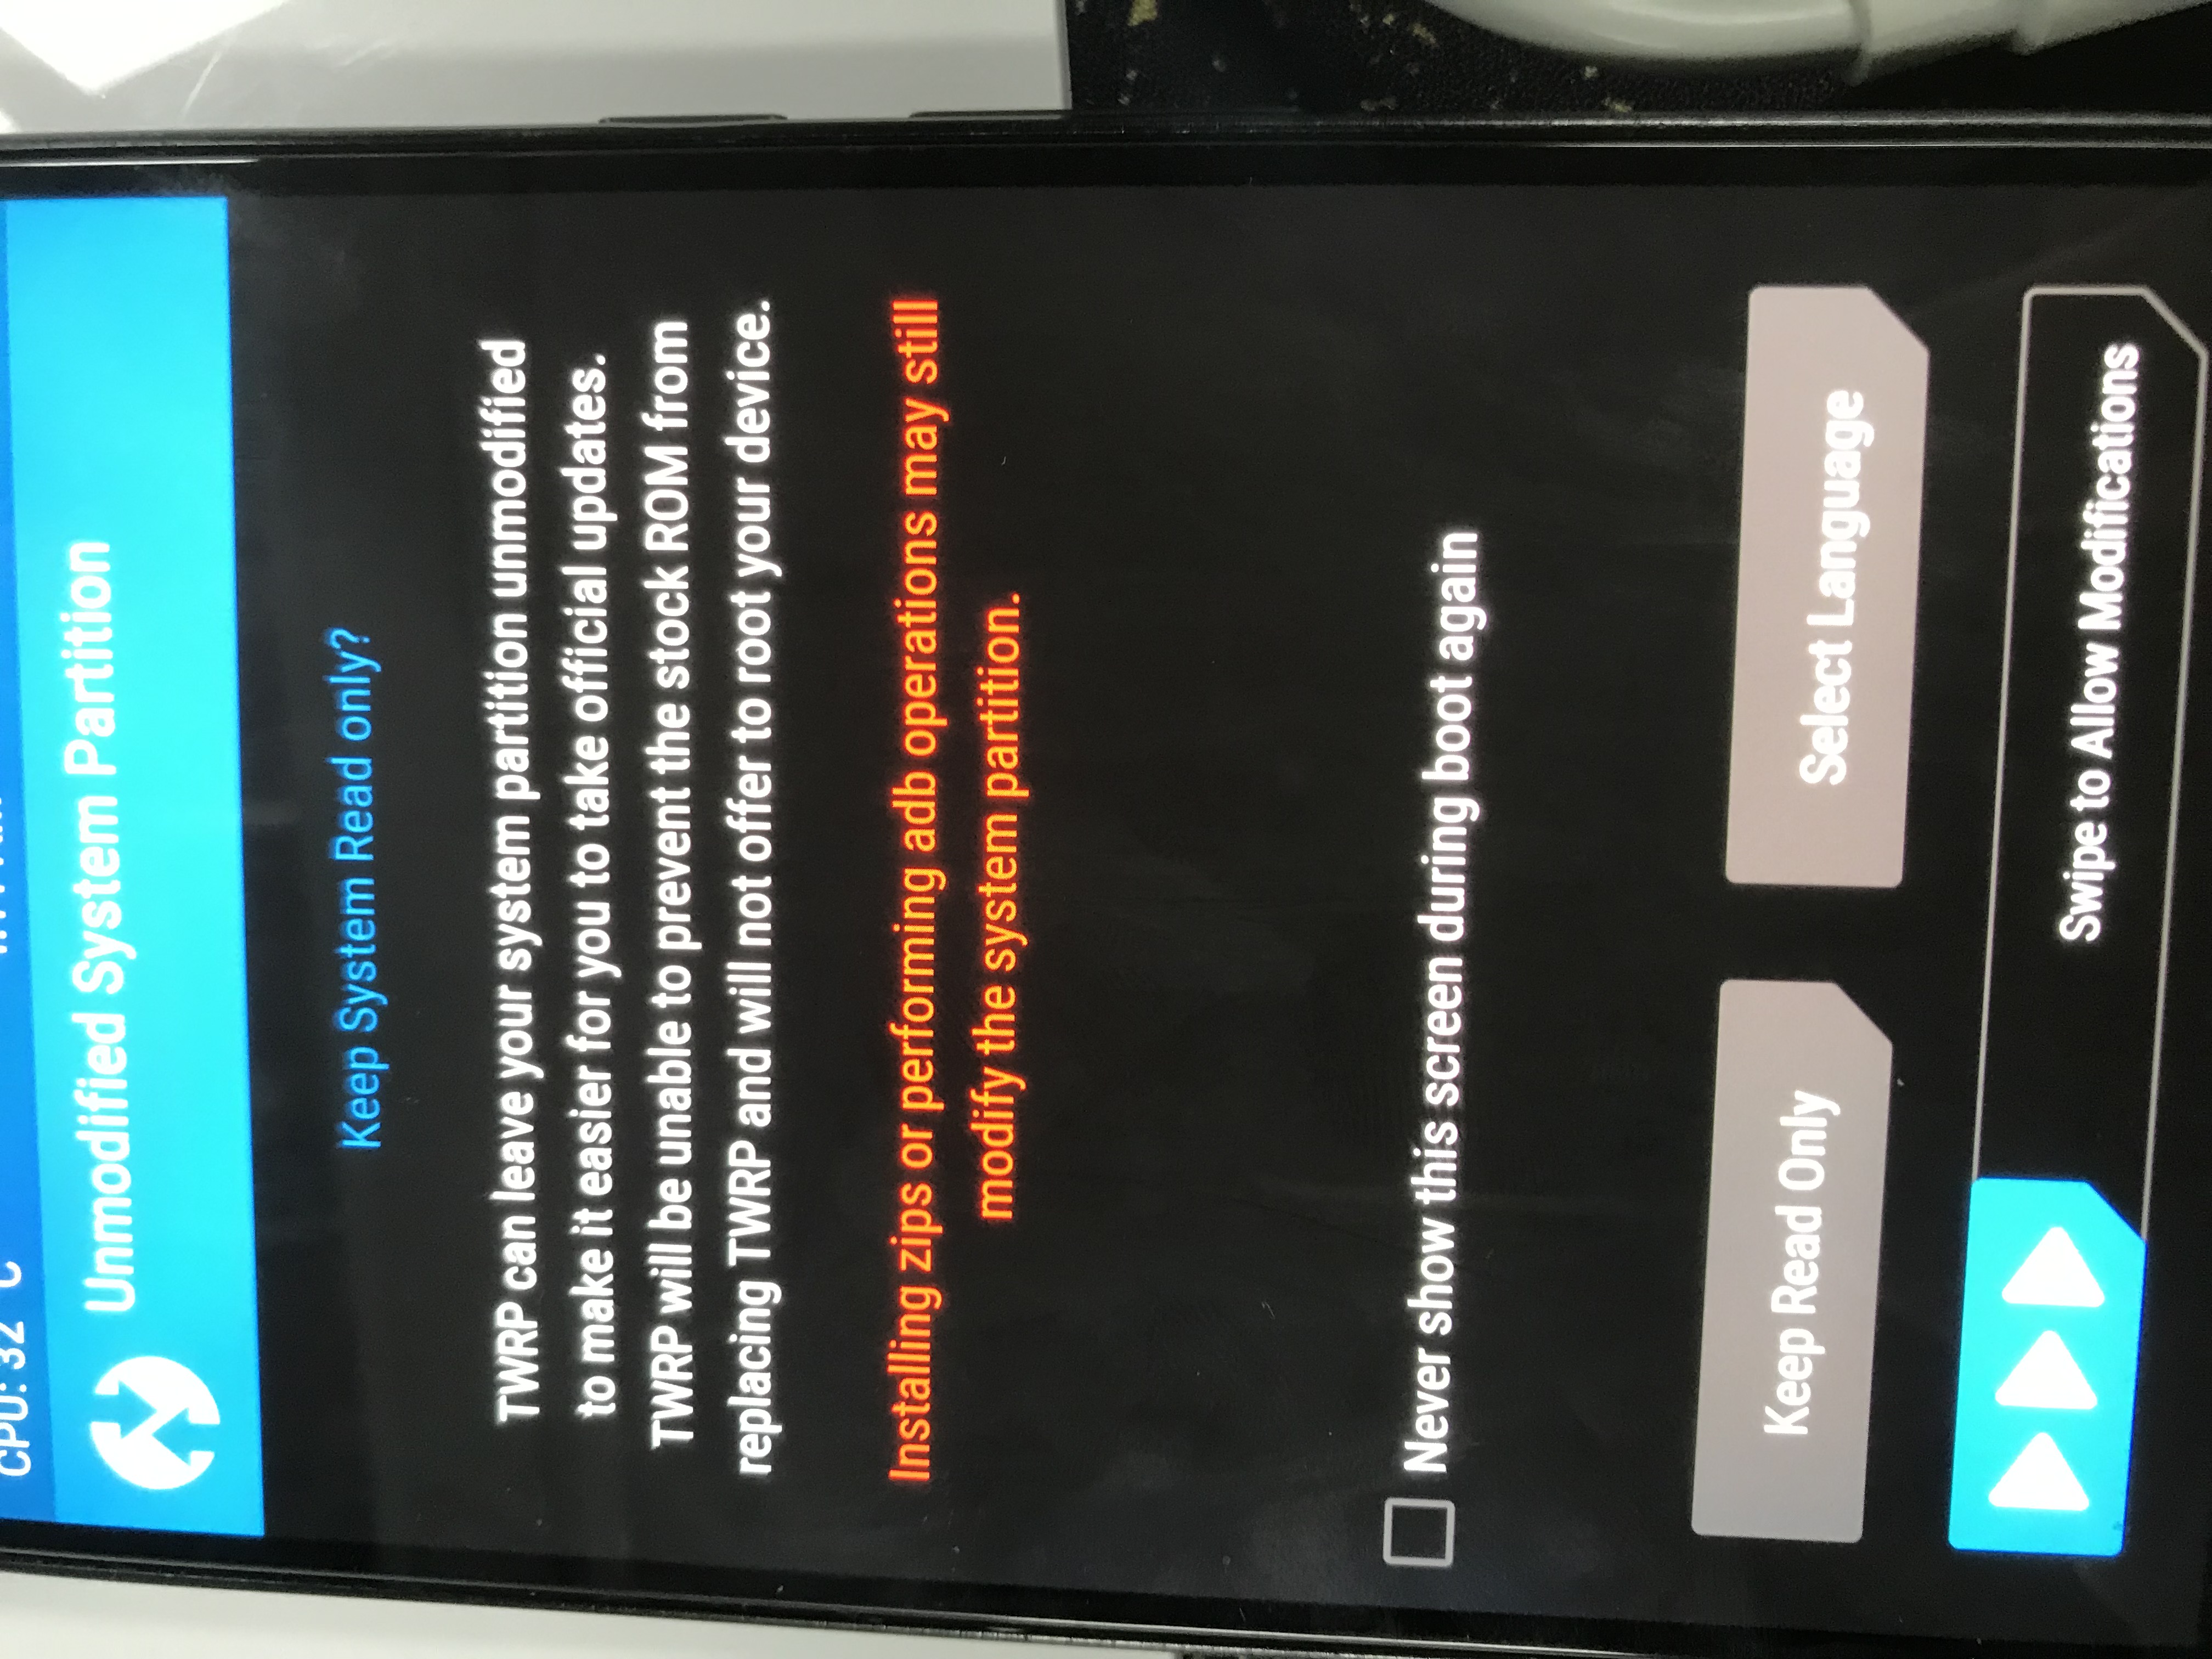 CPU: 32 °C
Unmodified System Partition
Keep System Read only?
TWRP can leave your system partition unmodified
to make it easier for you to take official updates.
TWRP will be unable to prevent the stock ROM from
replacing TWRP and will not offer to root your device.
Installing zips or performing adb operations may still
modify the system partition.
Never show this screen during boot again
Keep Read Only
Select Language
Swipe to Allow Modifications